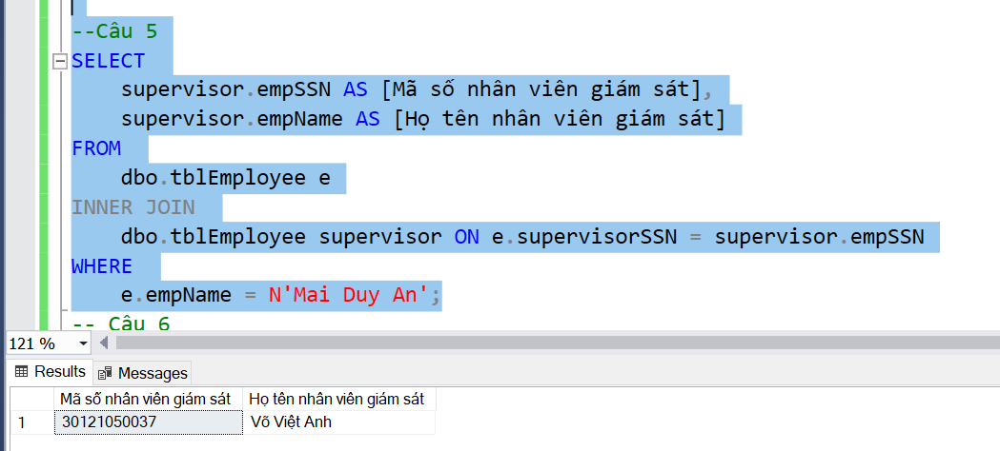 --Câu 5
SELECT
supervisor.empSSN AS [Mã số nhân viên giám sát],
supervisor.empName AS [Họ tên nhân viên giám sát]
FROM
dbo.tblEmployee e
INNER JOIN
dbo.tblEmployee supervisor ON e.supervisorSSN = supervisor.empSSN
WHERE
e.empName = N'Mai Duy An';
-- Câu 6
121 %
Results Messages
Mã số nhân viên giám sát Họ tên nhân viên giám sát
1 30121050037 Võ Việt Anh